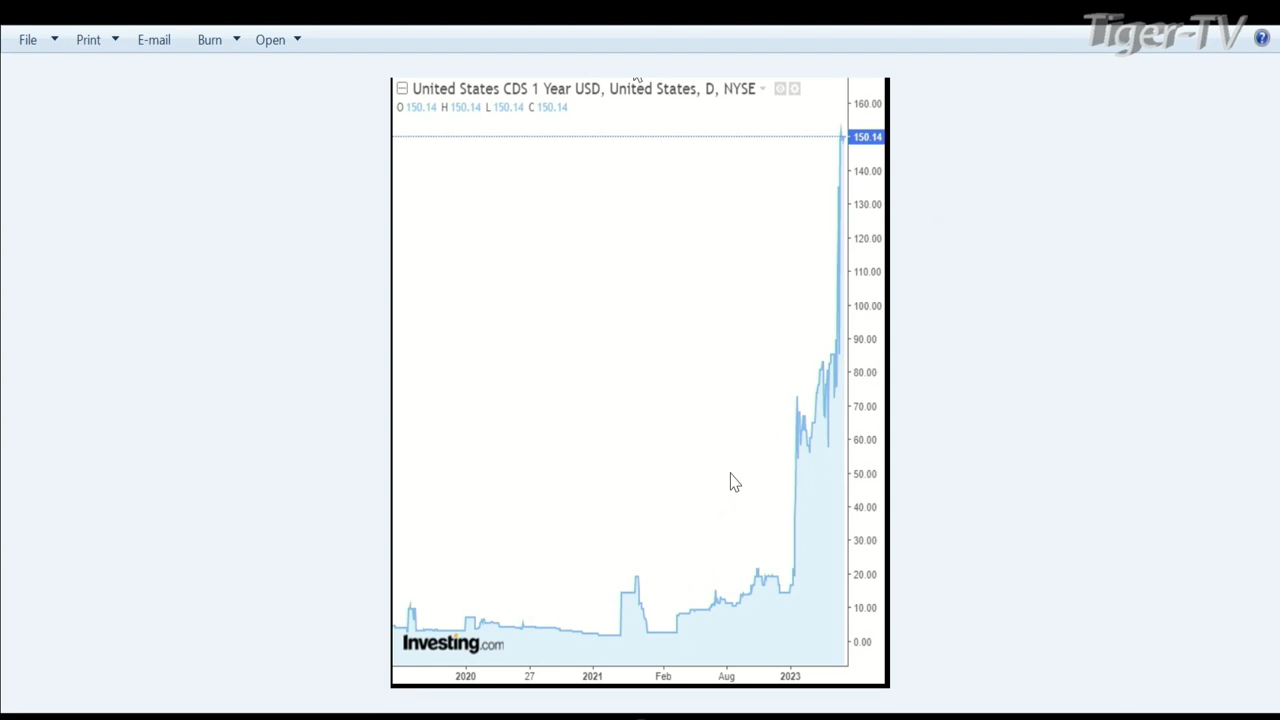 Tiger-TV
File Print E-mail Burn Open
United States CDS 1 Year USD, United States, D, NYSE
O 150.14 H 150.14 L 150.14 C 150.14
160.00
150.14
140.00
130.00
120.00
110.00
100.00
90.00
80.00
70.00
60.00
50.00
40.00
30.00
20.00
10.00
0.00
Investing.com
2020 27 2021 Feb Aug 2023